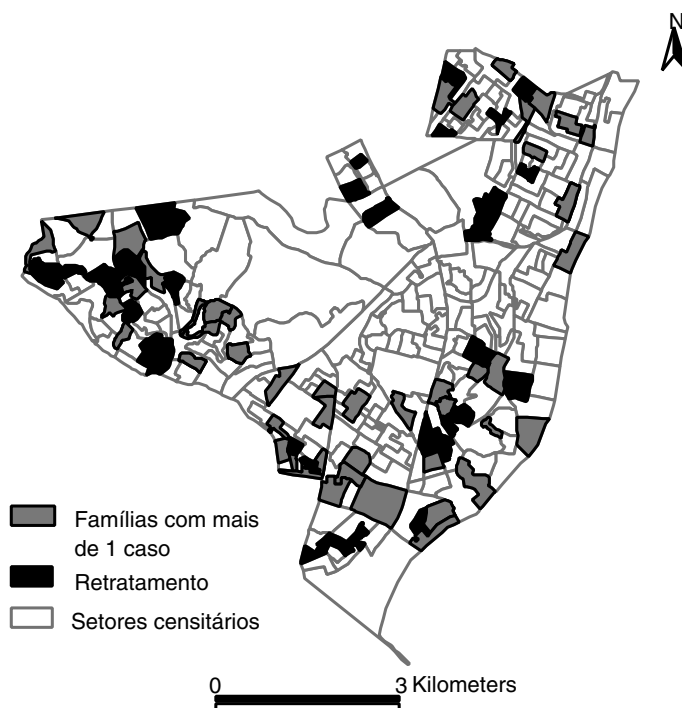 N
Famílias com mais
de 1 caso
Retratamento
Setores censitários
0 3 Kilometers